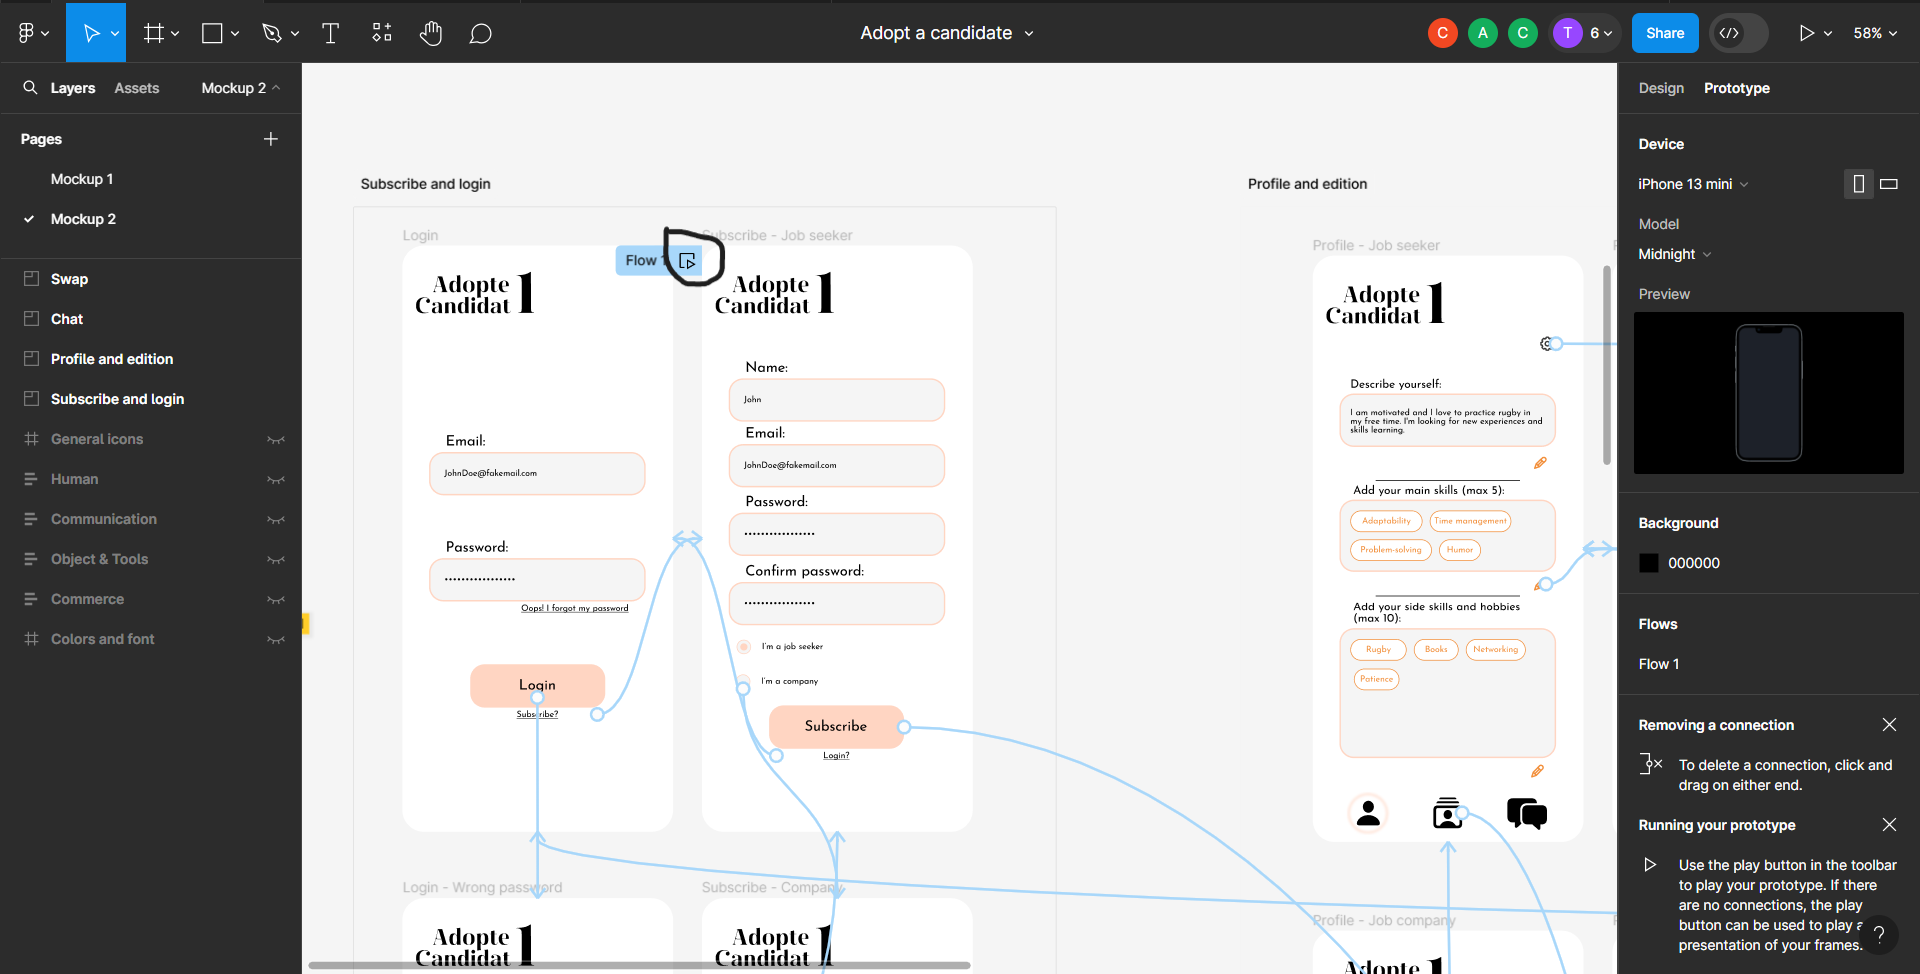 Adopt a candidate
C
A
C
T
6
Share
58%
Layers
Assets
Mockup 2
Pages
Mockup 1
Mockup 2
Swap
Chat
Profile and edition
Subscribe and login
General icons
Human
Communication
Object & Tools
Commerce
Colors and font
Subscribe and login
Login
Flow 1
Adopte
Candidat 1
Email:
JohnDoe@fakemail.com
Password:
Oops! I forgot my password
Login
Subscribe?
Subscribe - Job seeker
Adopte
Candidat 1
Name:
John
Email:
JohnDoe@fakemail.com
Password:
Confirm password:
I'm a job seeker
I'm a company
Subscribe
Login?
Login - Wrong password
Adopte
Candidat 1
Subscribe - Company
Adopte
Candidat 1
Profile and edition
Profile - Job seeker
Adopte
Candidat 1
Describe yourself:
I am motivated and I love to practice rugby in
my free time. I'm looking for new experiences and
skills learning.
Add your main skills (max 5):
Adaptability
Time management
Problem-solving
Humor
Add your side skills and hobbies
(max 10):
Rugby
Books
Networking
Patience
Profile - Job company
Adopte 1
Design
Prototype
Device
iPhone 13 mini
Model
Midnight
Preview
Background
000000
Flows
Flow 1
Removing a connection
To delete a connection, click and
drag on either end.
Running your prototype
Use the play button in the toolbar
to play your prototype. If there
are no connections, the play
button can be used to play a
presentation of your frames.
?